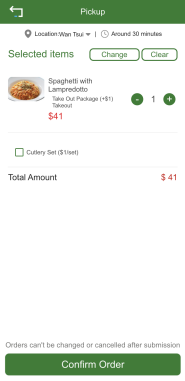 Pickup
Location:Wan Tsui | Around 30 minutes
Selected items Change Clear
Spaghetti with
Lampredotto
Take Out Package (+$1)
Takeout
- 1 +
$41
Cutlery Set ($1/set)
Total Amount $ 41
Orders can't be changed or cancelled after submission
Confirm Order